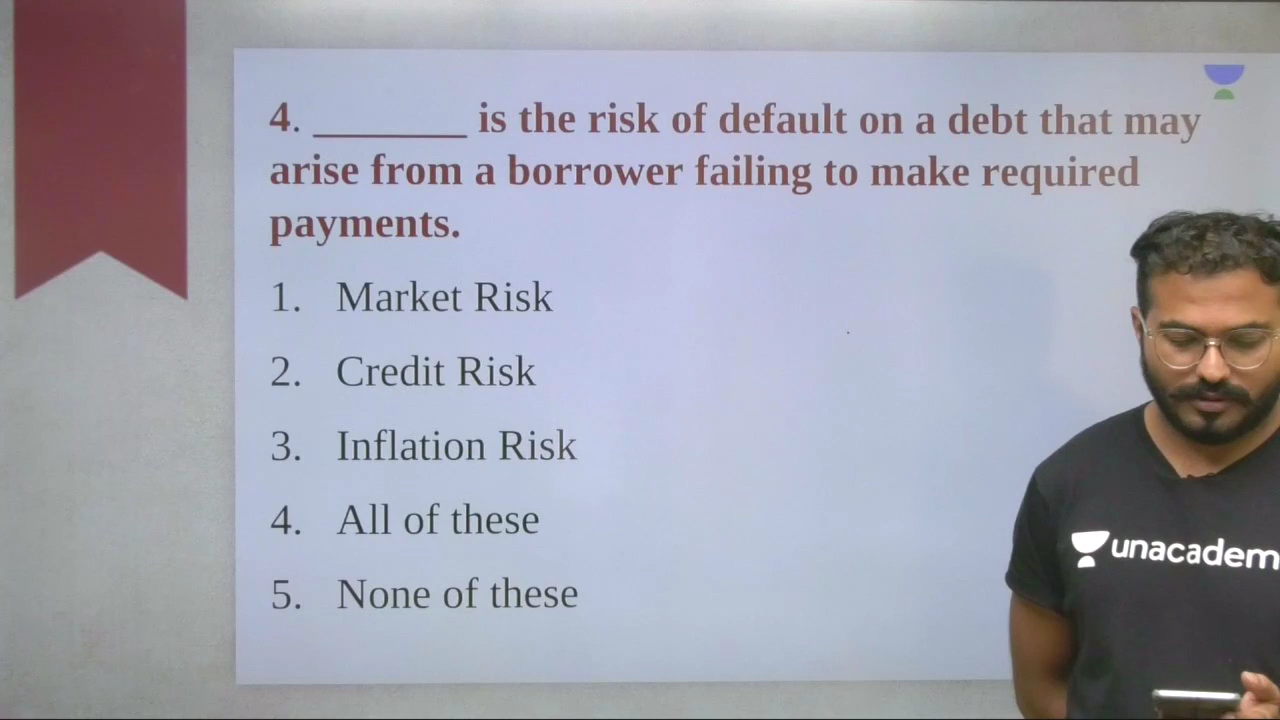 4. _______ is the risk of default on a debt that may
arise from a borrower failing to make required
payments.
1. Market Risk
2. Credit Risk
3. Inflation Risk
4. All of these
5. None of these
unacadem